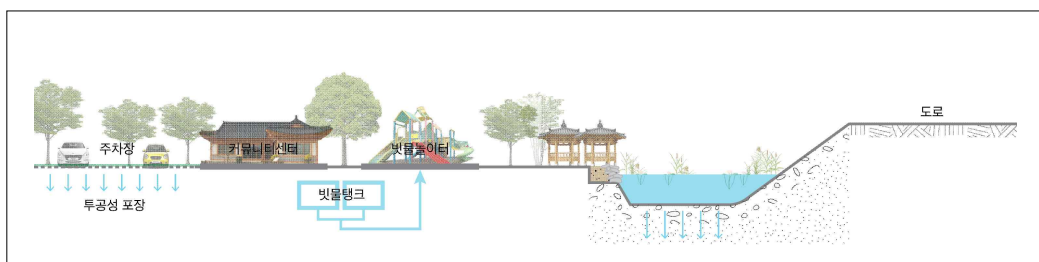 도로
주차장
커뮤니티센터
빗물놀이터
빗물탱크
투공성 포장